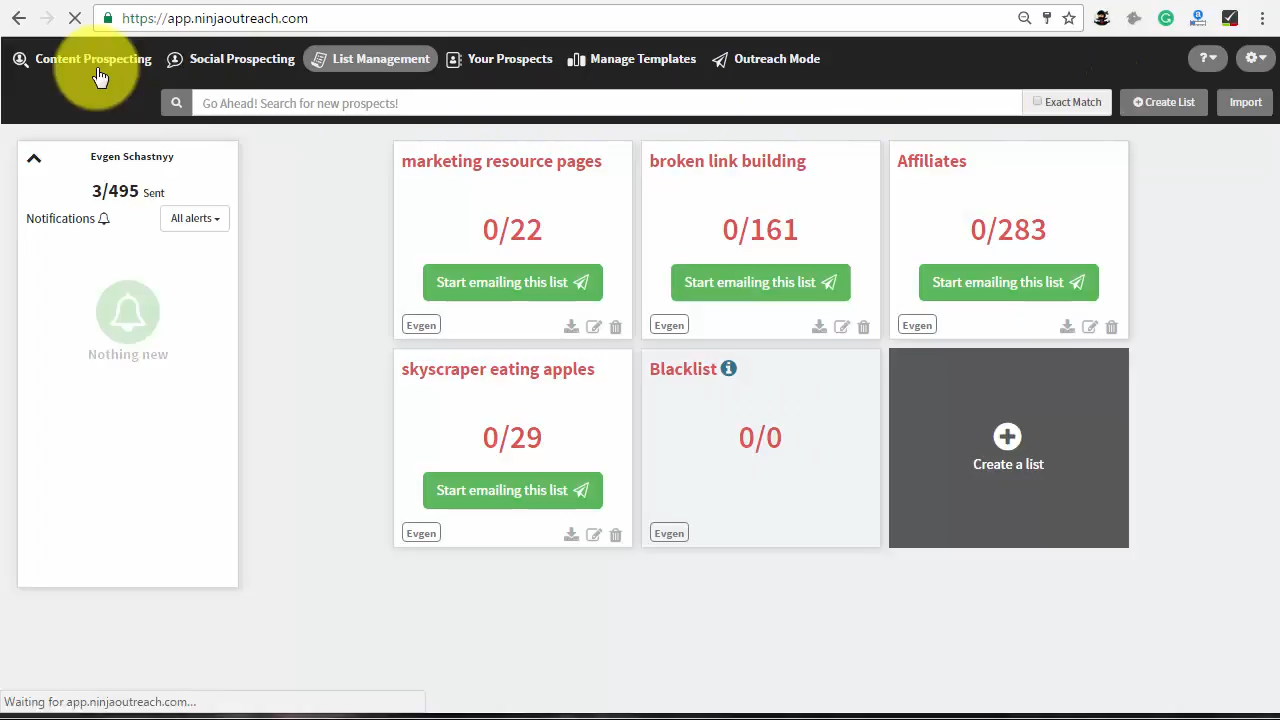 https://app.ninjaoutreach.com
Content Prospecting
Social Prospecting
List Management
Your Prospects
Manage Templates
Outreach Mode
?
Go Ahead! Search for new prospects!
Exact Match
Create List
Import
Evgen Schastnyy
3/495 Sent
Notifications
All alerts
Nothing new
marketing resource pages
0/22
Start emailing this list
Evgen
broken link building
0/161
Start emailing this list
Evgen
Affiliates
0/283
Start emailing this list
Evgen
skyscraper eating apples
0/29
Start emailing this list
Evgen
Blacklist
0/0
Evgen
Create a list
Waiting for app.ninjaoutreach.com...